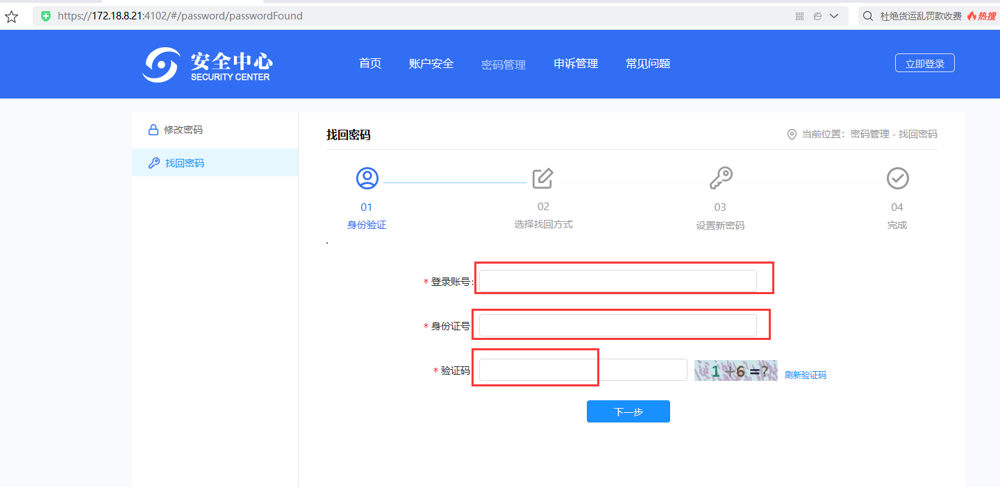 https://172.18.8.21:4102/#/password/passwordFound
杜绝货运乱罚款收费 热搜
安全中心
SECURITY CENTER
首页 账户安全 密码管理 申诉管理 常见问题
立即登录
修改密码
找回密码
找回密码
当前位置：密码管理 - 找回密码
01 02 03 04
身份验证 选择找回方式 设置新密码 完成
,
* 登录账号:
* 身份证号
* 验证码
1 +6 =?
刷新验证码
下一步